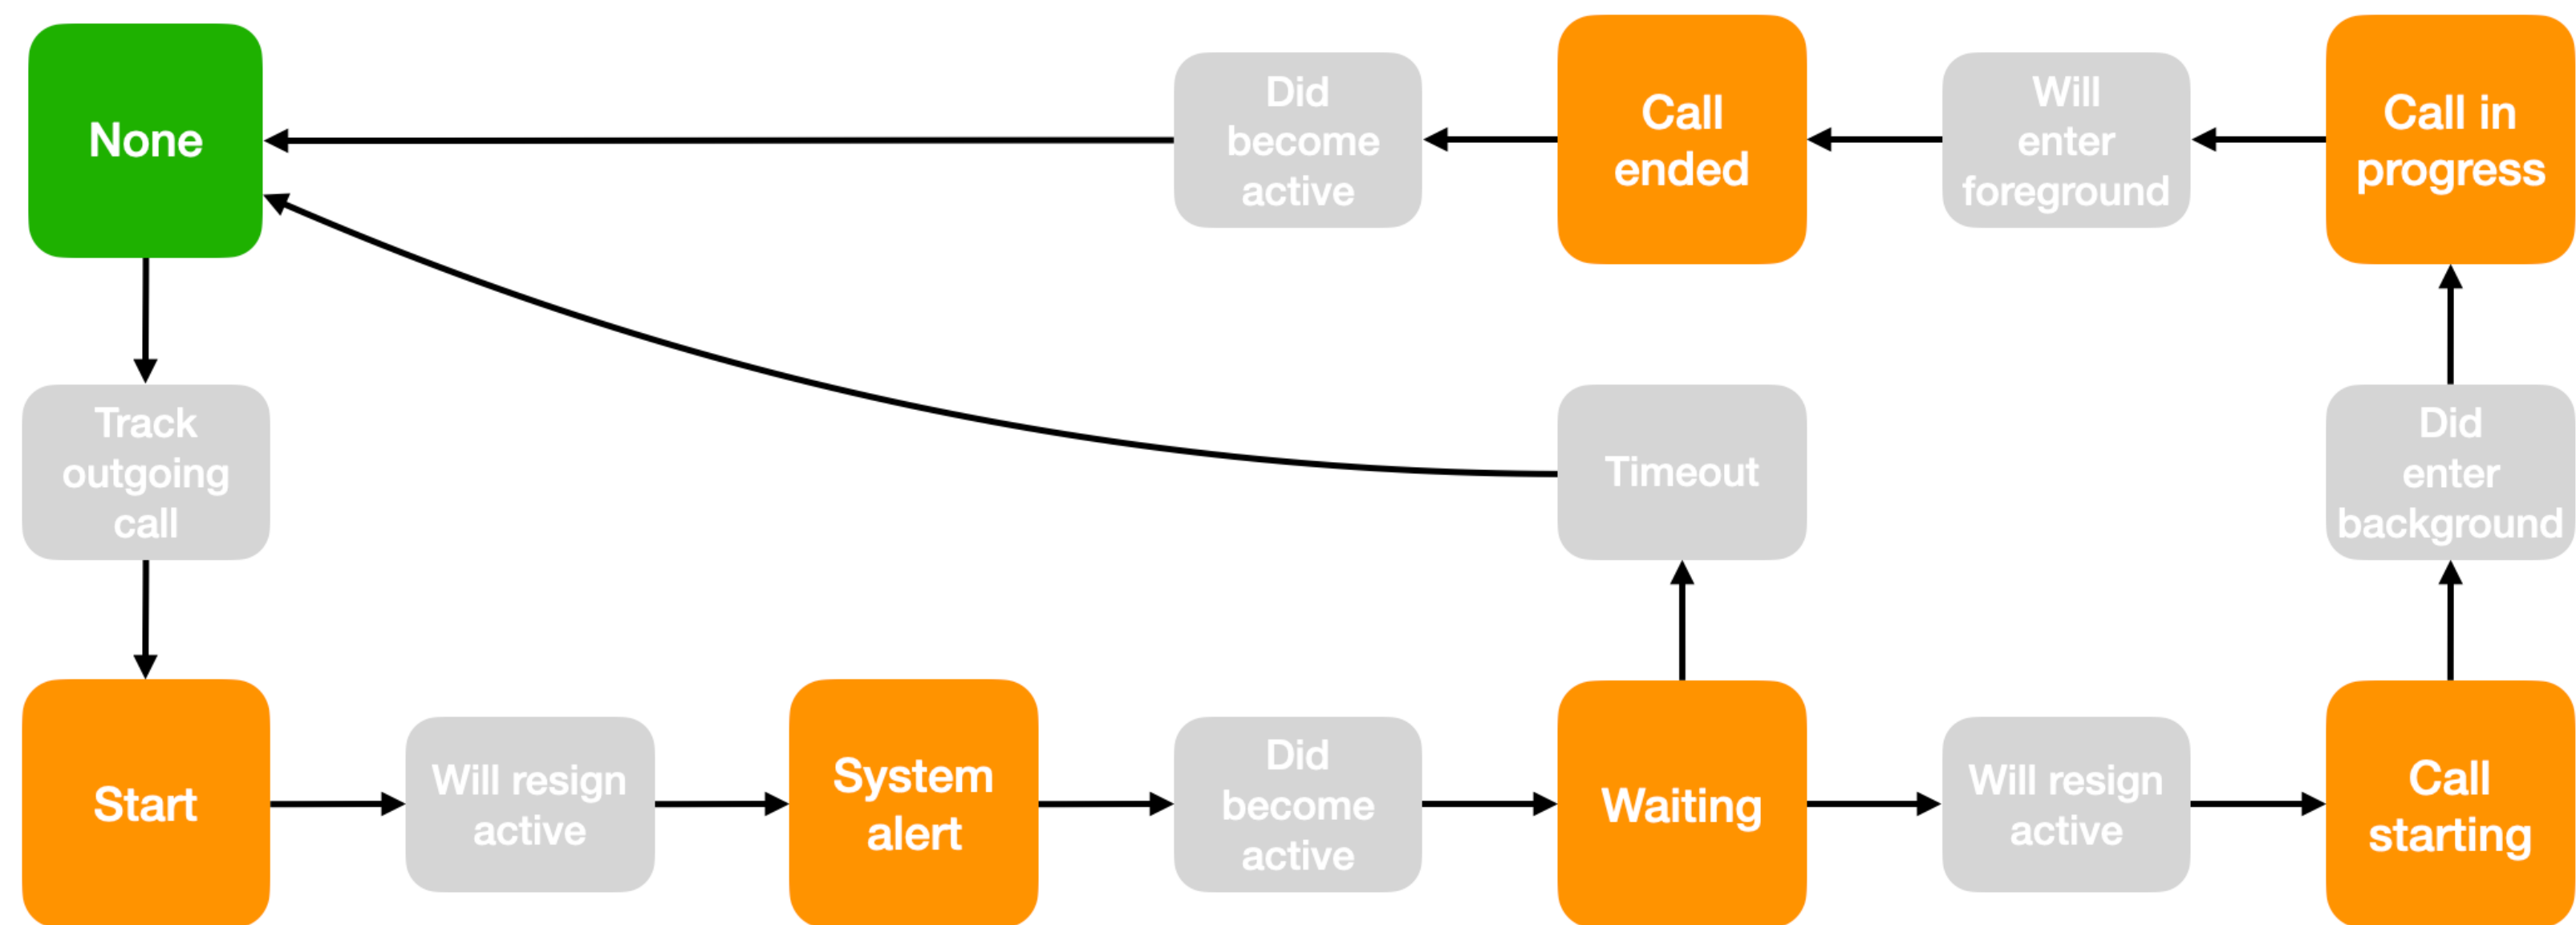 None
Did
become
active
Call
ended
Will
enter
foreground
Call in
progress
Track
outgoing
call
Timeout
Did
enter
background
Start
Will resign
active
System
alert
Did
become
active
Waiting
Will resign
active
Call
starting